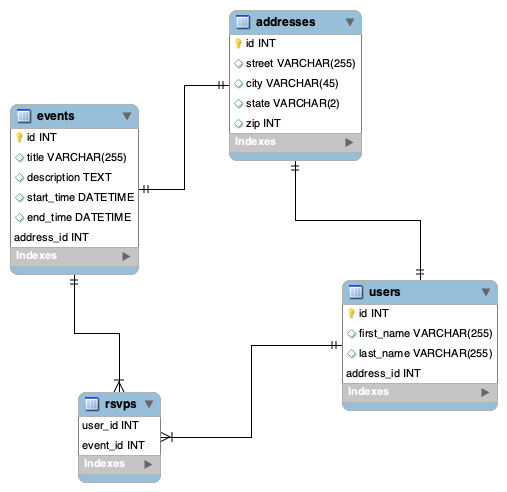 addresses
id INT
street VARCHAR(255)
city VARCHAR(45)
state VARCHAR(2)
zip INT
Indexes
events
id INT
title VARCHAR(255)
description TEXT
start_time DATETIME
end_time DATETIME
address_id INT
Indexes
users
id INT
first_name VARCHAR(255)
last_name VARCHAR(255)
address_id INT
Indexes
rsvps
user_id INT
event_id INT
Indexes